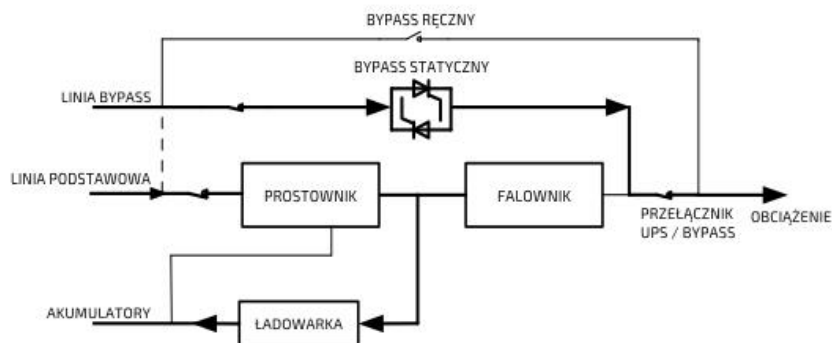 BYPASS RĘCZNY
BYPASS STATYCZNY
LINIA BYPASS
LINIA PODSTAWOWA
PROSTOWNIK
FALOWNIK
PRZEŁĄCZNIK
UPS / BYPASS
OBCIĄŻENIE
AKUMULATORY
ŁADOWARKA